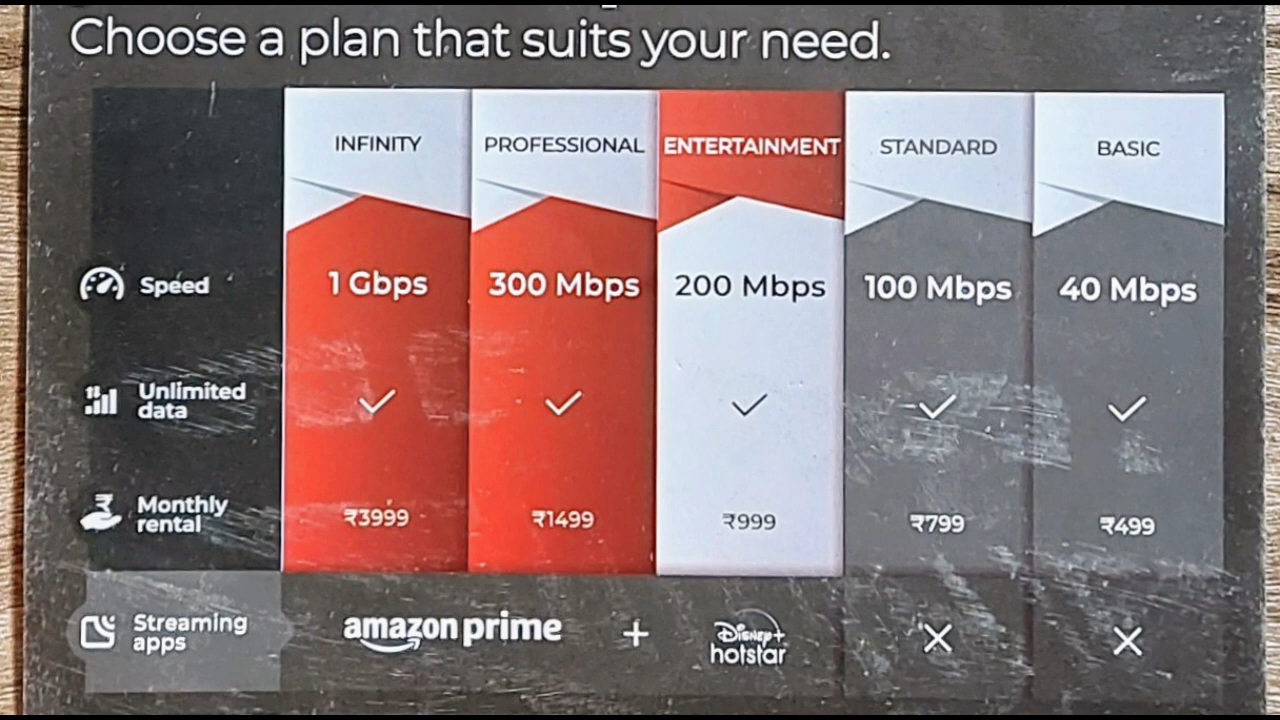 Choose a plan that suits your need.
INFINITY PROFESSIONAL ENTERTAINMENT STANDARD BASIC
Speed 1 Gbps 300 Mbps 200 Mbps 100 Mbps 40 Mbps
Unlimited
data
Monthly
rental ₹3999 ₹1499 ₹999 ₹799 ₹499
Streaming
apps amazon prime + Disney+
hotstar